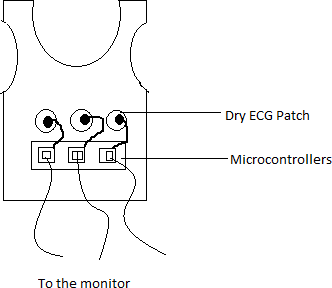 Dry ECG Patch
Microcontrollers
To the monitor